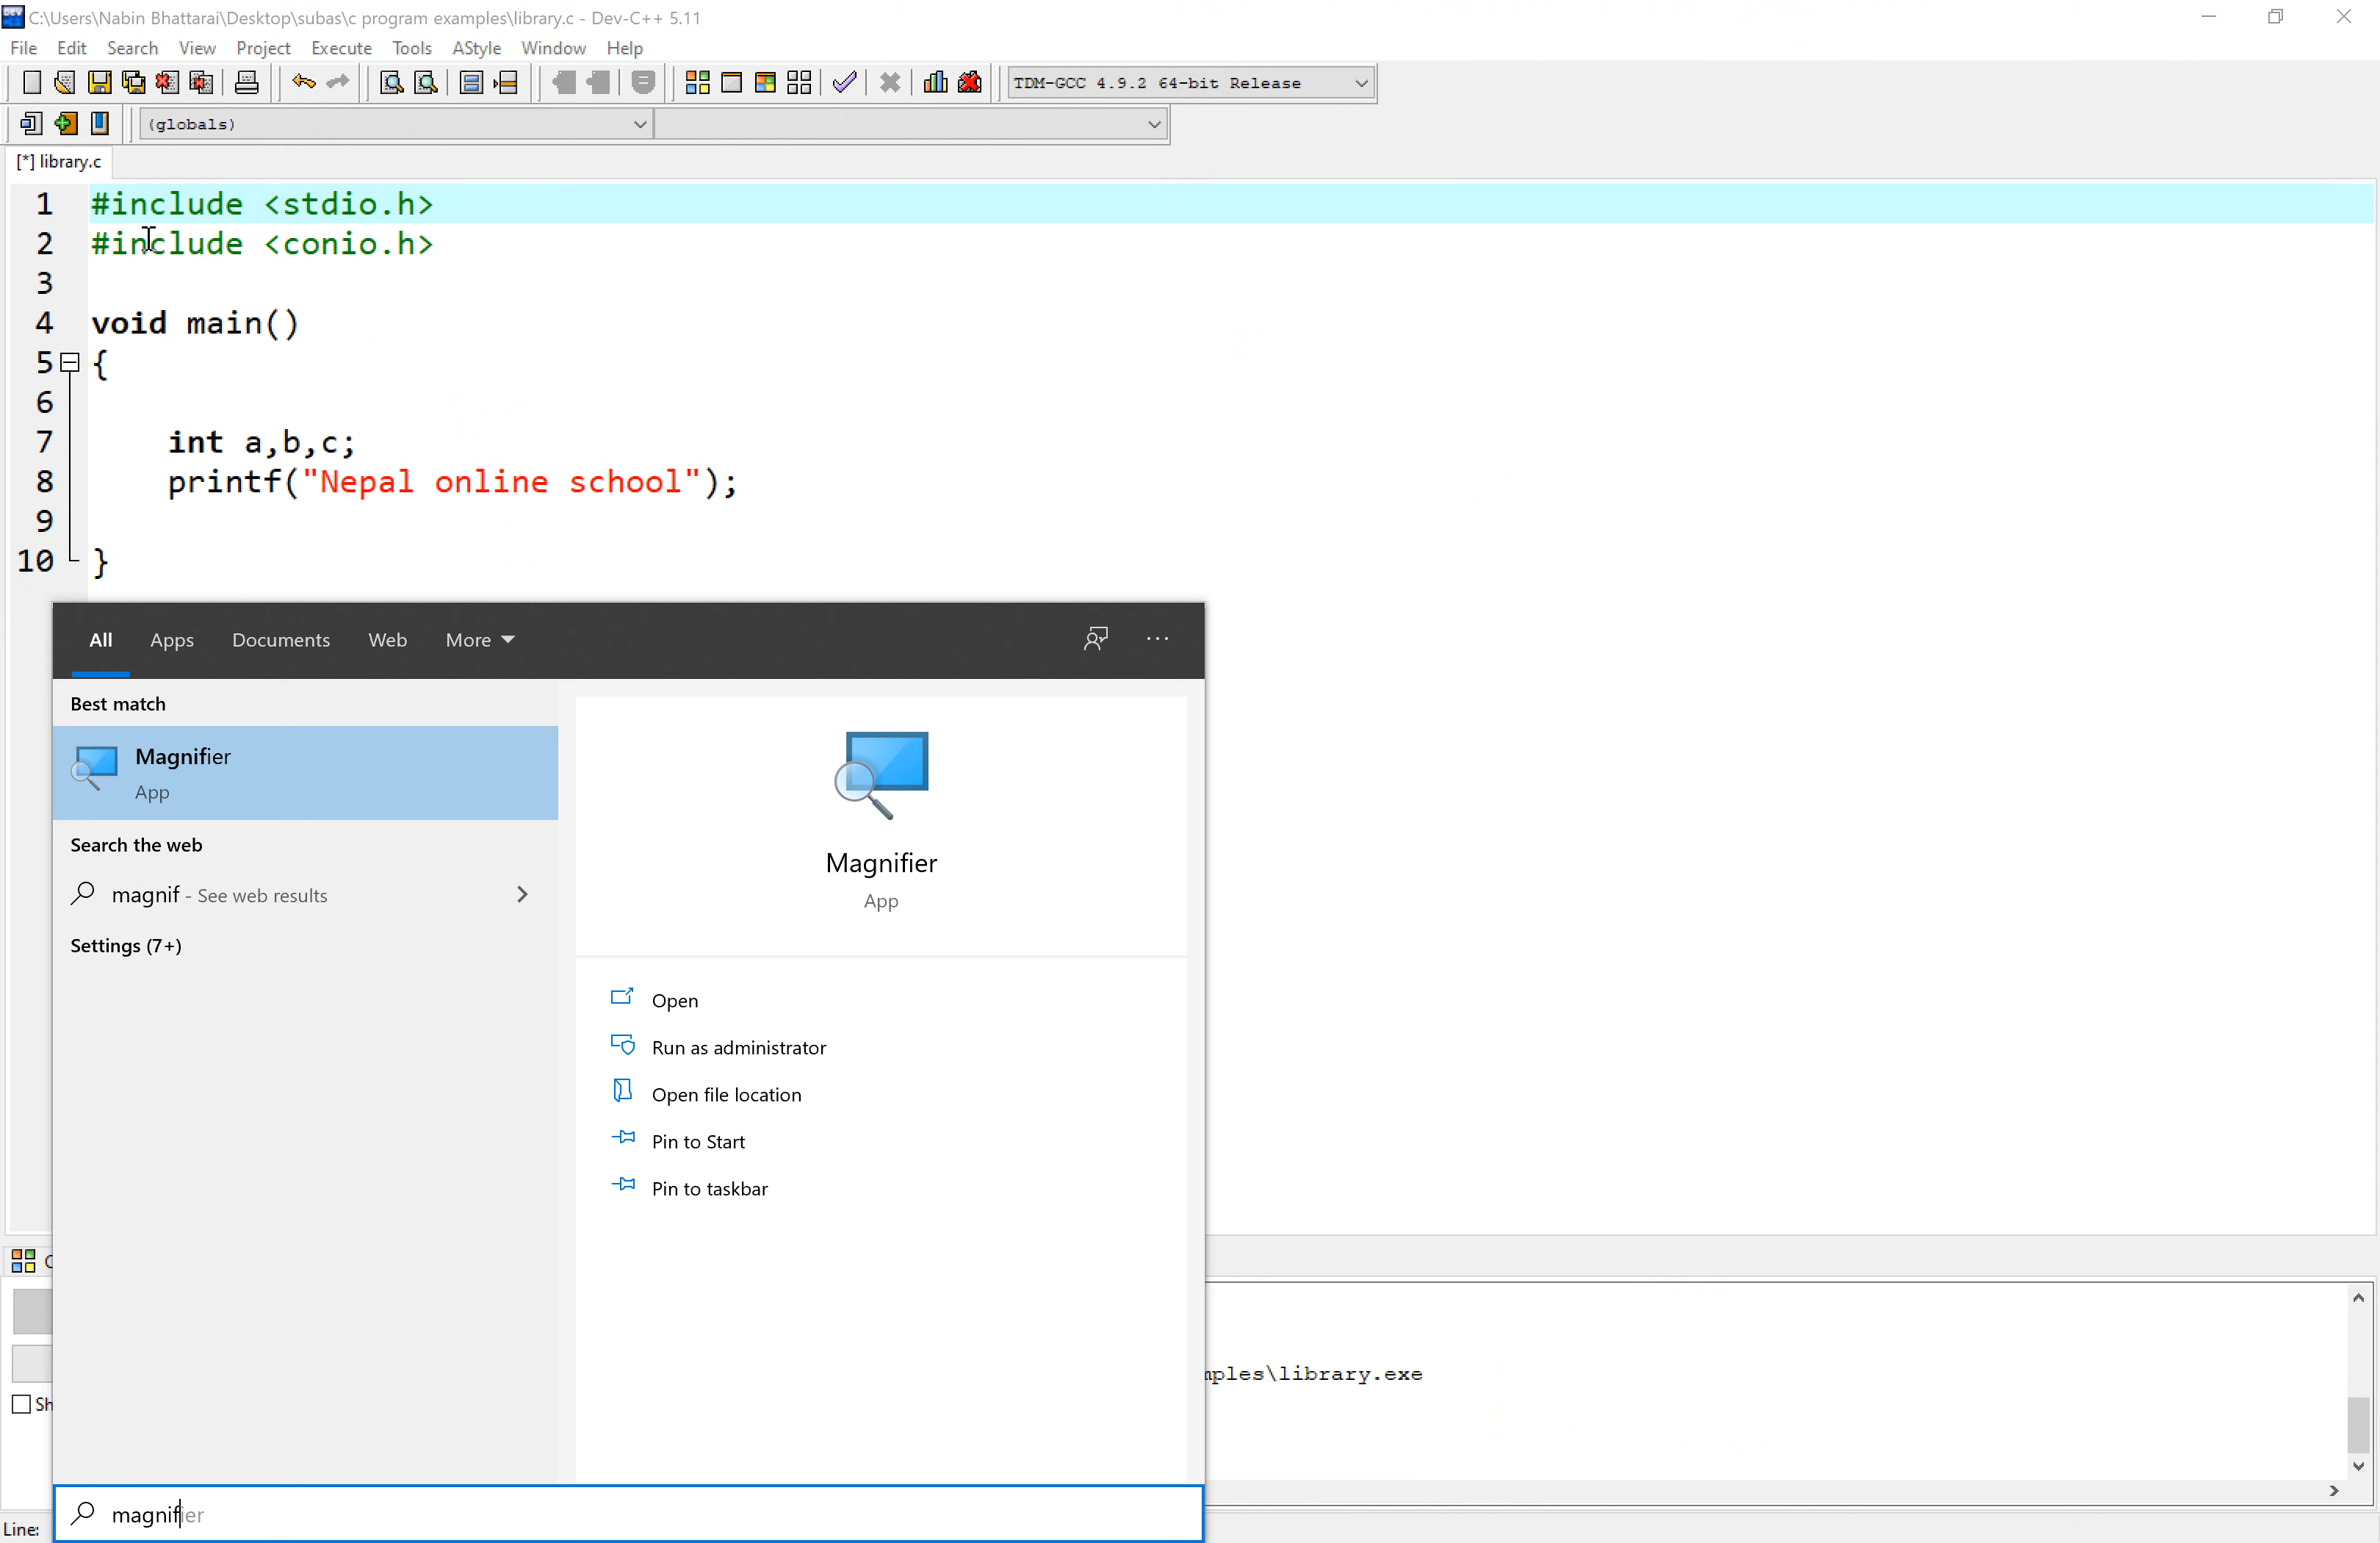 C:\Users\Nabin Bhattarai\Desktop\subas\c program examples\library.c - Dev-C++ 5.11
File Edit Search View Project Execute Tools AStyle Window Help
TDM-GCC 4.9.2 64-bit Release
(globals)
[*] library.c
1 #include <stdio.h>
2 #include <conio.h>
3
4 void main()
5 {
6
7 int a,b,c;
8 printf("Nepal online school");
9
10 }
All Apps Documents Web More
Best match
Magnifier
App
Search the web
magnif - See web results
Settings (7+)
Magnifier
App
Open
Run as administrator
Open file location
Pin to Start
Pin to taskbar
mples\library.exe
magnifier
Line: